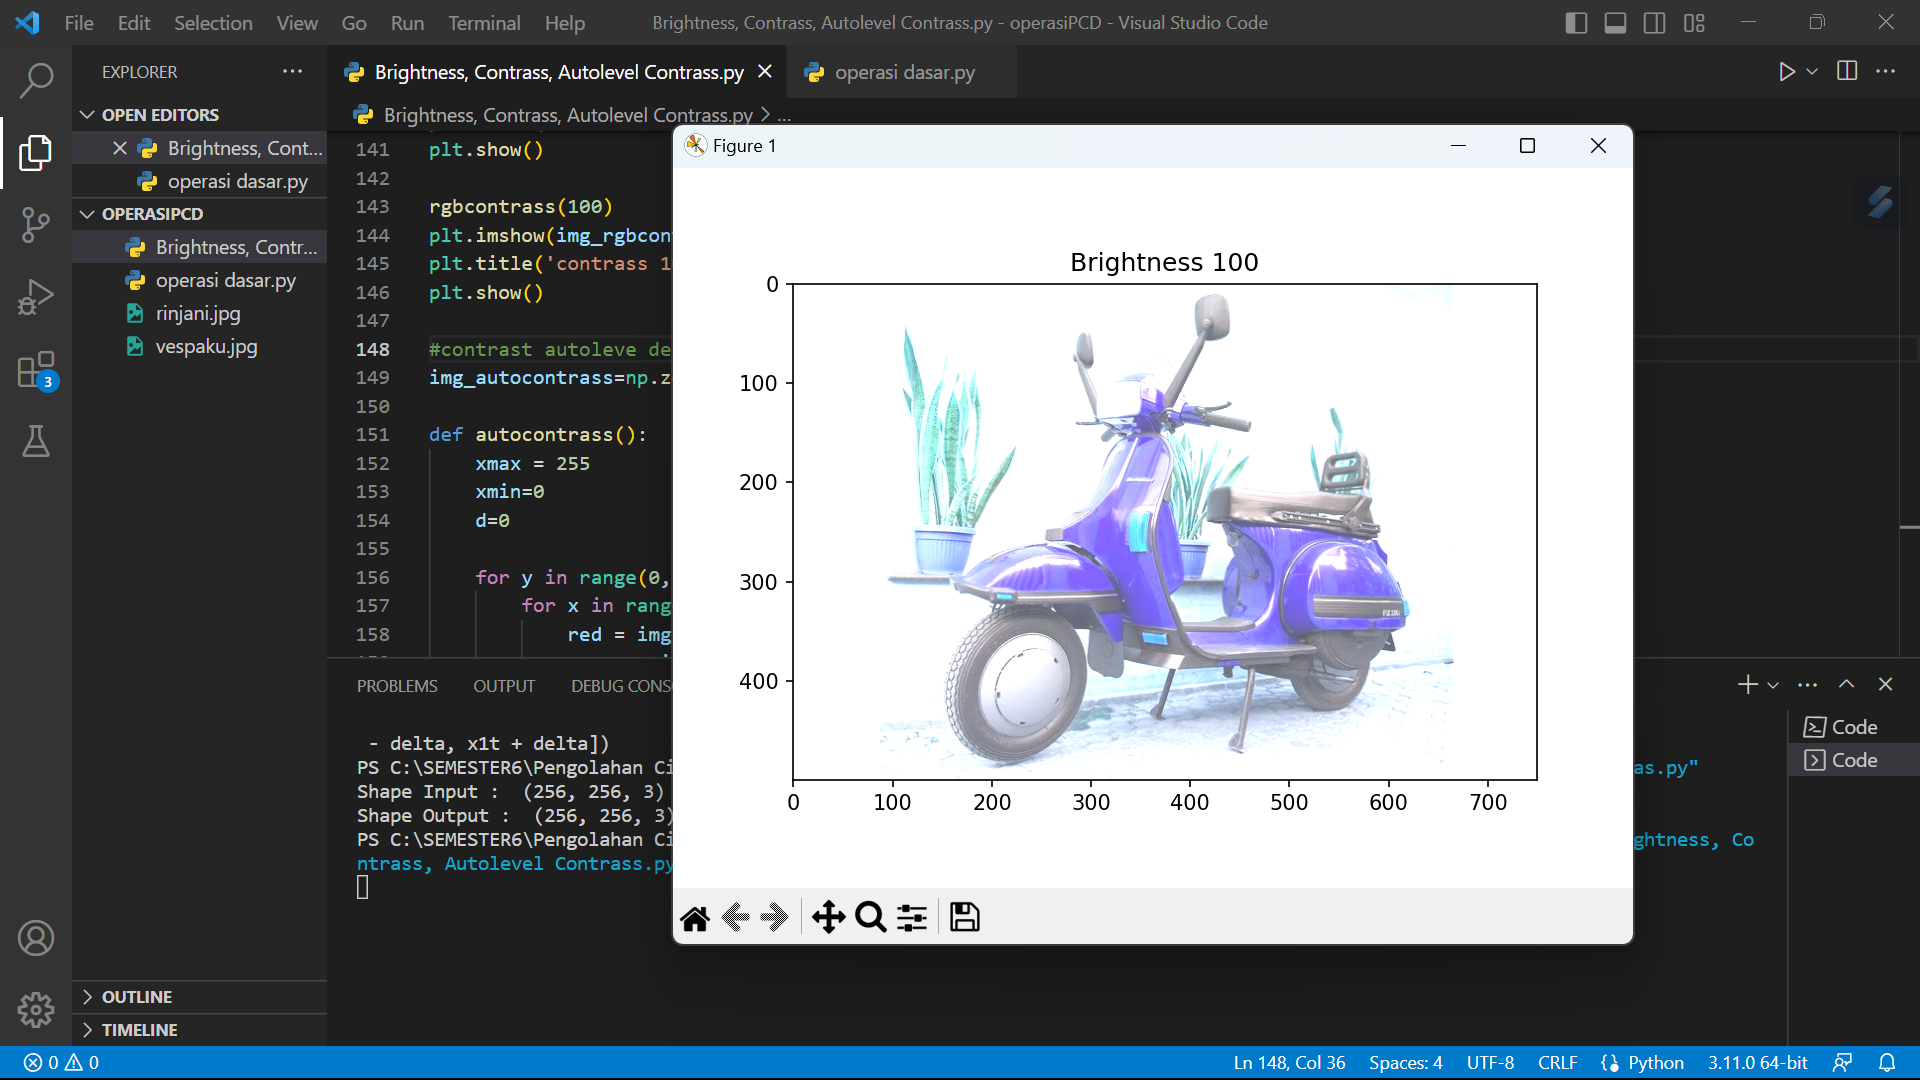 File Edit Selection View Go Run Terminal Help
Brightness, Contrass, Autolevel Contrass.py - operasiPCD - Visual Studio Code
EXPLORER
OPEN EDITORS
Brightness, Cont...
operasi dasar.py
OPERASIPCD
Brightness, Contr...
operasi dasar.py
rinjani.jpg
vespaku.jpg
OUTLINE
TIMELINE
3
Brightness, Contrass, Autolevel Contrass.py
operasi dasar.py
Brightness, Contrass, Autolevel Contrass.py > ...
141 plt.show()
142
143 rgbcontrass(100)
144 plt.imshow(img_rgbcon
145 plt.title('contrass 1
146 plt.show()
147
148 #contrast autoleve de
149 img_autocontrass=np.z
150
151 def autocontrass():
152 xmax = 255
153 xmin=0
154 d=0
155
156 for y in range(0,
157 for x in rang
158 red = img
Figure 1
Brightness 100
0
100
200
300
400
0 100 200 300 400 500 600 700
PROBLEMS OUTPUT DEBUG CONS
- delta, x1t + delta])
PS C:\SEMESTER6\Pengolahan Ci
as.py"
Shape Input : (256, 256, 3)
Shape Output : (256, 256, 3)
PS C:\SEMESTER6\Pengolahan Ci
ghtness, Co
ntrass, Autolevel Contrass.py
Code
Code
0 0
Ln 148, Col 36 Spaces: 4 UTF-8 CRLF Python 3.11.0 64-bit